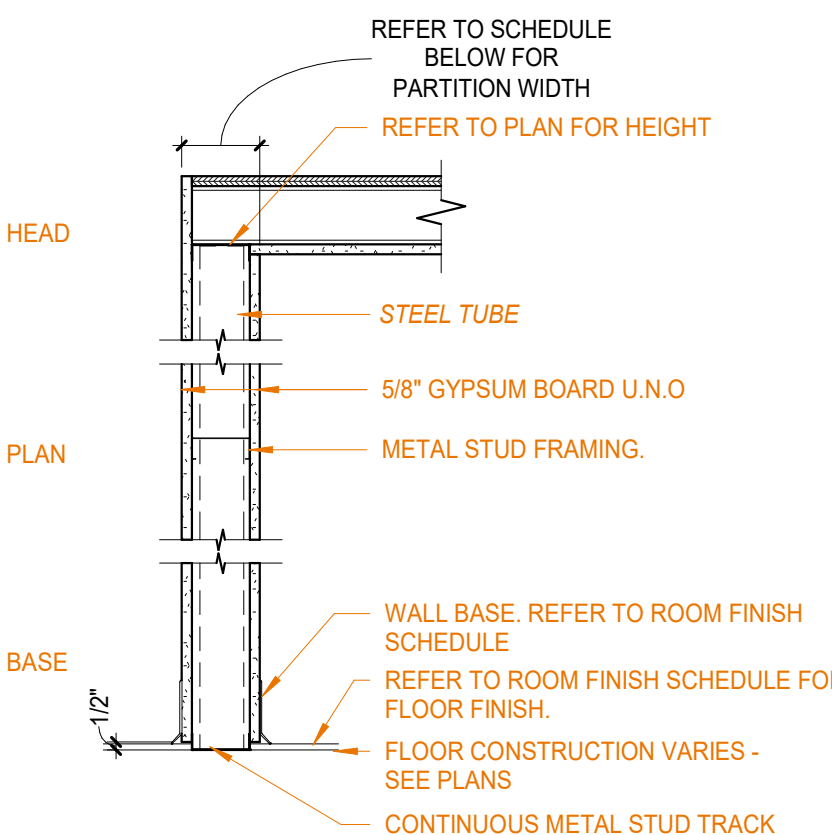 REFER TO SCHEDULE
BELOW FOR
PARTITION WIDTH
REFER TO PLAN FOR HEIGHT
HEAD
STEEL TUBE
5/8" GYPSUM BOARD U.N.O
PLAN
METAL STUD FRAMING.
WALL BASE. REFER TO ROOM FINISH
SCHEDULE
BASE
REFER TO ROOM FINISH SCHEDULE FO
FLOOR FINISH.
1/2"
FLOOR CONSTRUCTION VARIES -
SEE PLANS
CONTINUOUS METAL STUD TRACK